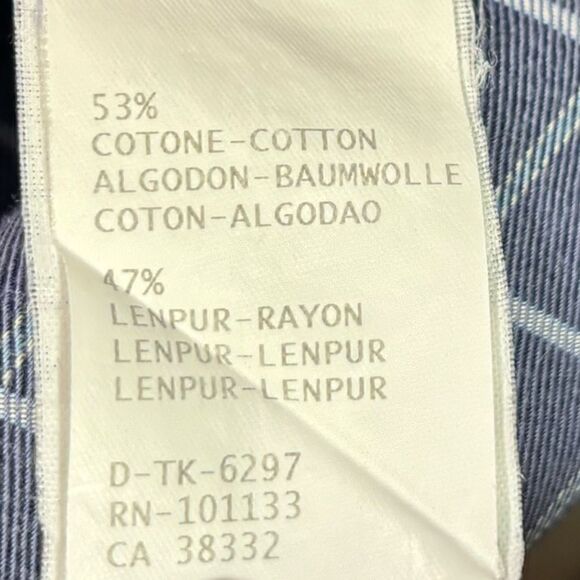 53%
COTONE-COTTON
ALGODON-BAUMWOLLE
COTON-ALGODAO
47%
LENPUR-RAYON
LENPUR-LENPUR
LENPUR-LENPUR
D-TK-6297
RN-101133
CA 38332